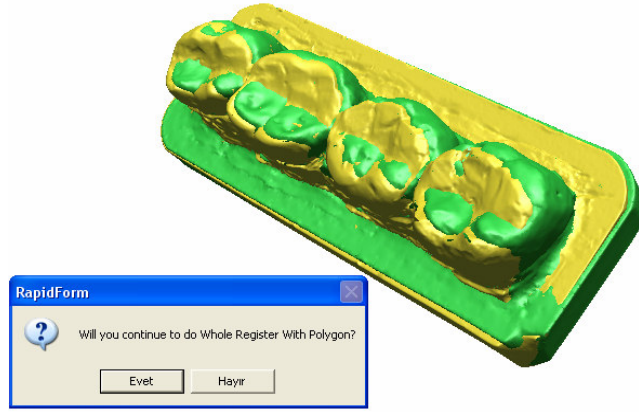 RapidForm
Will you continue to do Whole Register With Polygon?
Evet
Hayır